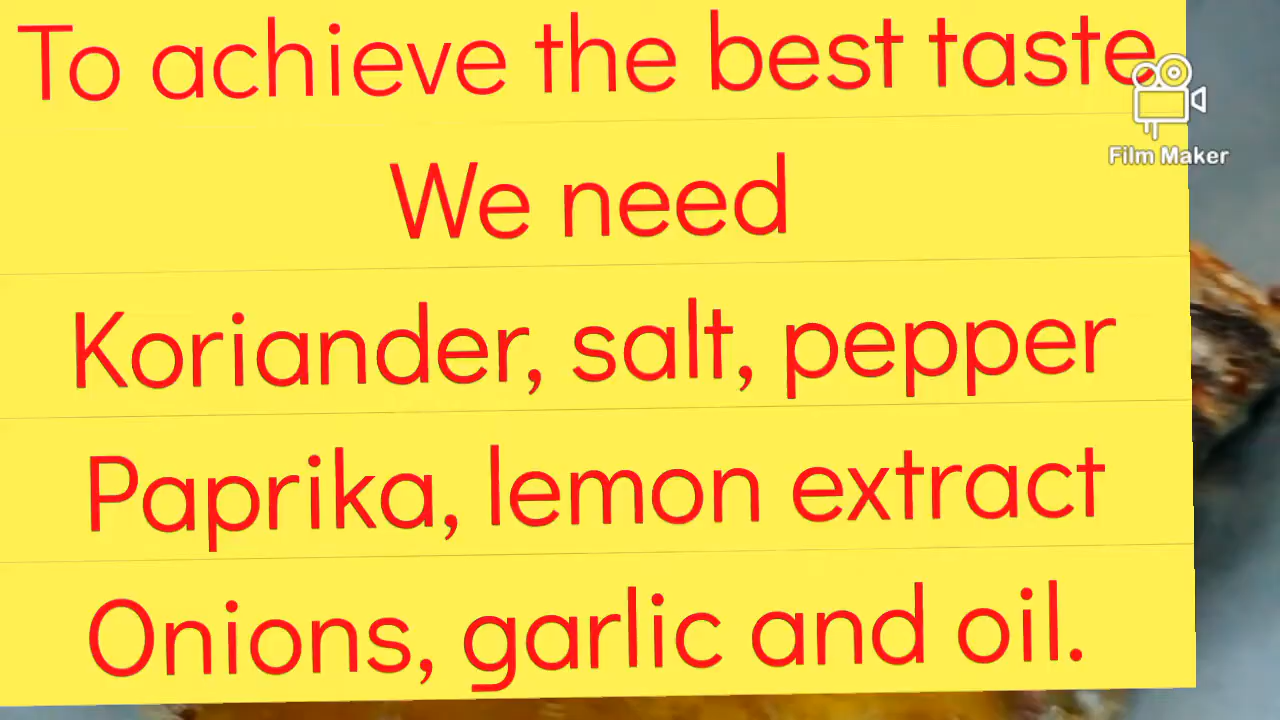 To achieve the best taste
We need
Koriander, salt, pepper
Paprika, lemon extract
Onions, garlic and oil.
Film Maker